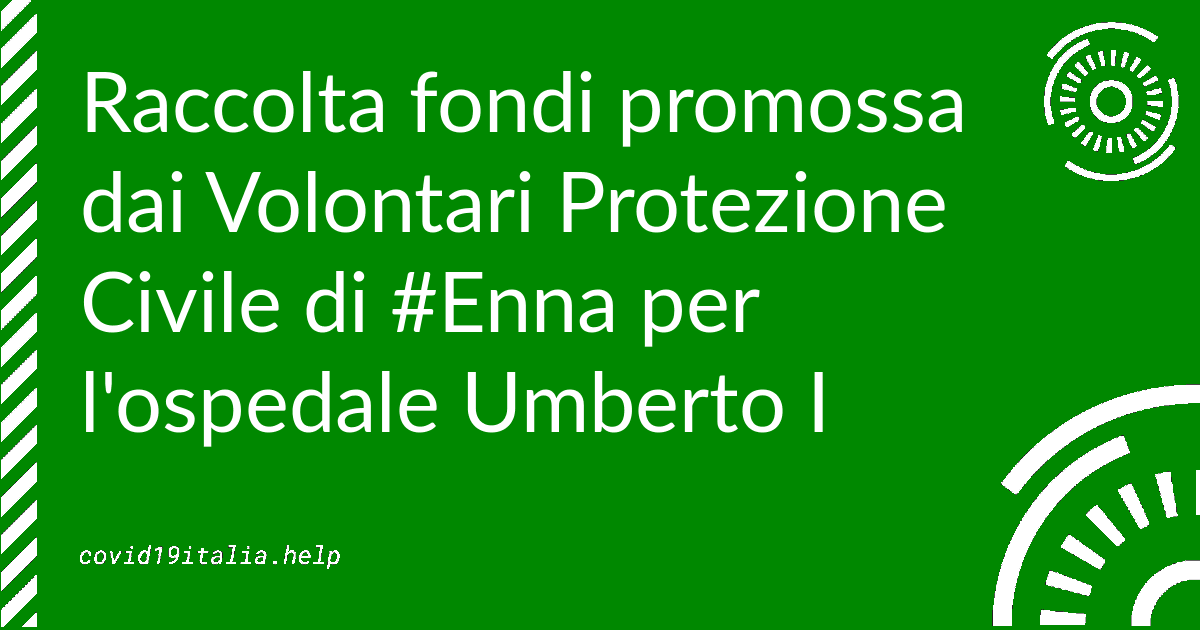 Raccolta fondi promossa
dai Volontari Protezione
Civile di #Enna per
l'ospedale Umberto I
covid19italia.help